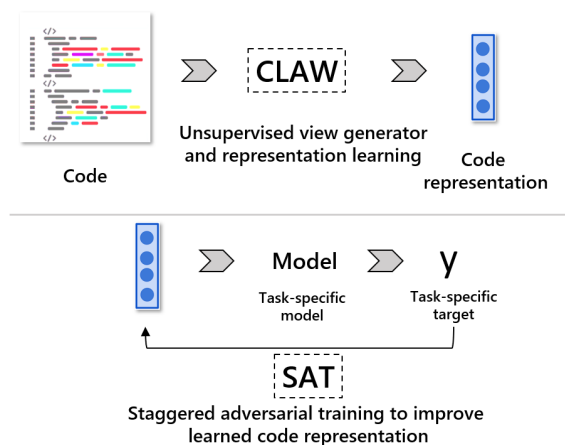 </>
</>
</>
CLAW
Unsupervised view generator
and representation learning
Code
Code
representation
Model
y
Task-specific
model
Task-specific
target
SAT
Staggered adversarial training to improve
learned code representation